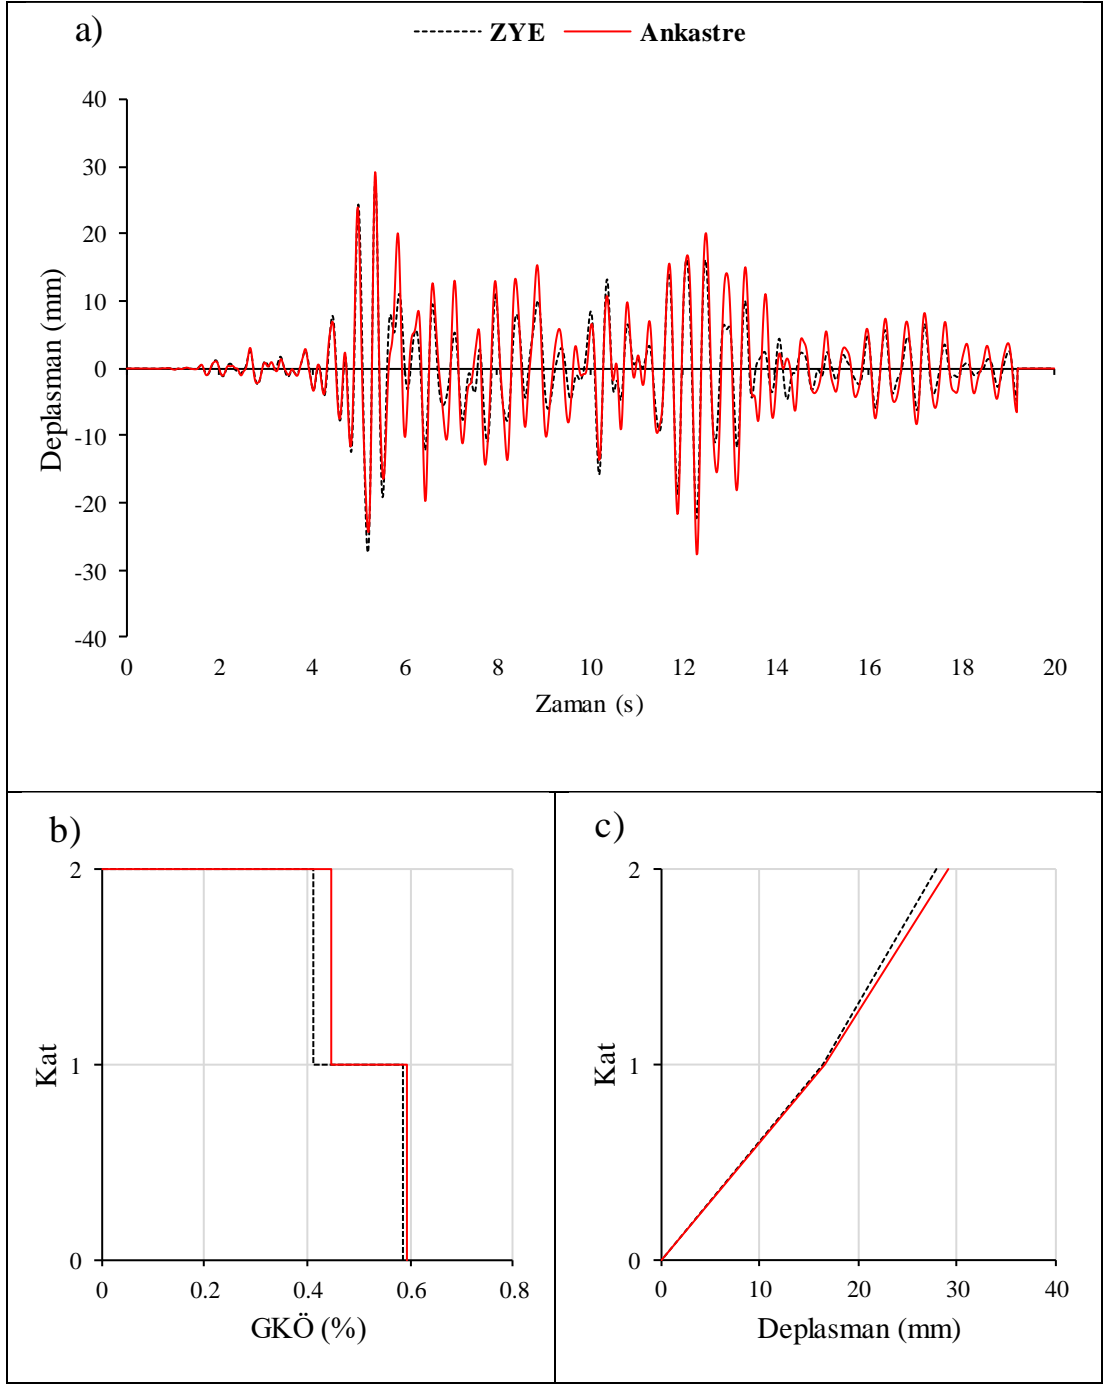 a)
ZYE Ankastre
40
30
20
10
0
-10
-20
-30
-40
Deplasman (mm)
0 2 4 6 8 10 12 14 16 18 20
Zaman (s)
b)
2
1
0
Kat
0 0.2 0.4 0.6 0.8
GKÖ (%)
c)
2
1
0
Kat
0 10 20 30 40
Deplasman (mm)